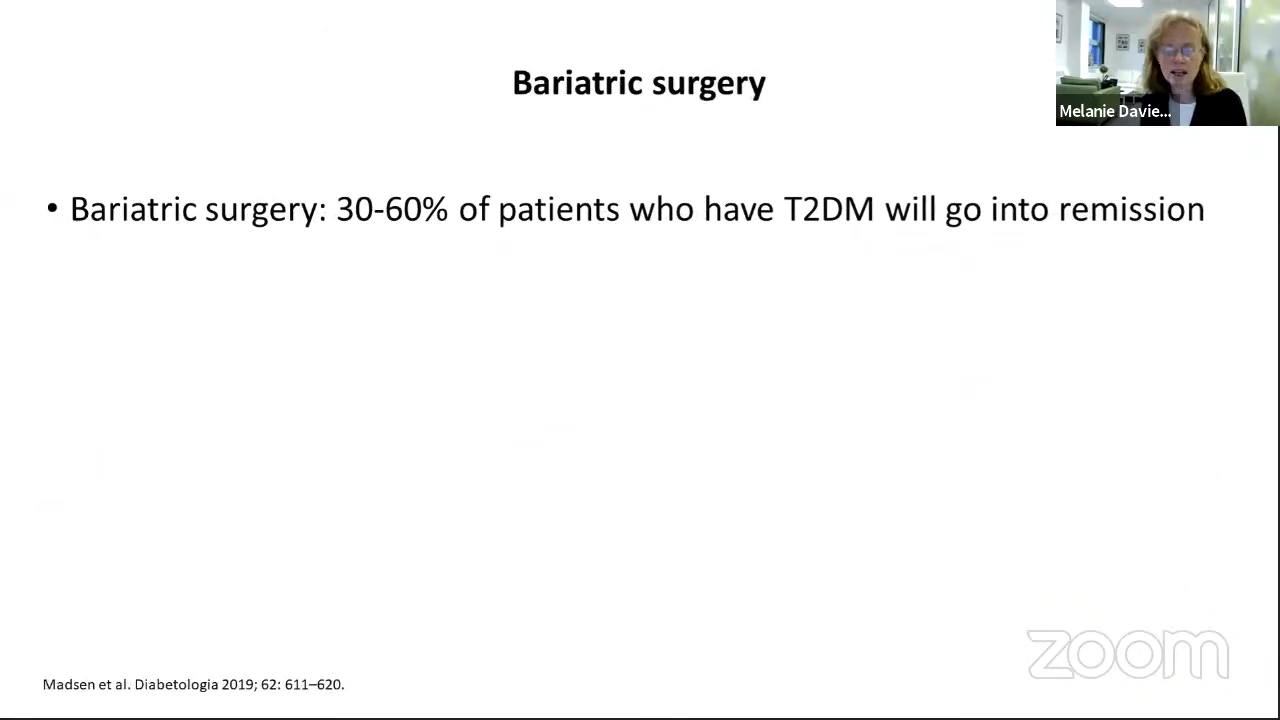 Bariatric surgery
Melanie Davie...
• Bariatric surgery: 30-60% of patients who have T2DM will go into remission
zoom
Madsen et al. Diabetologia 2019; 62: 611–620.